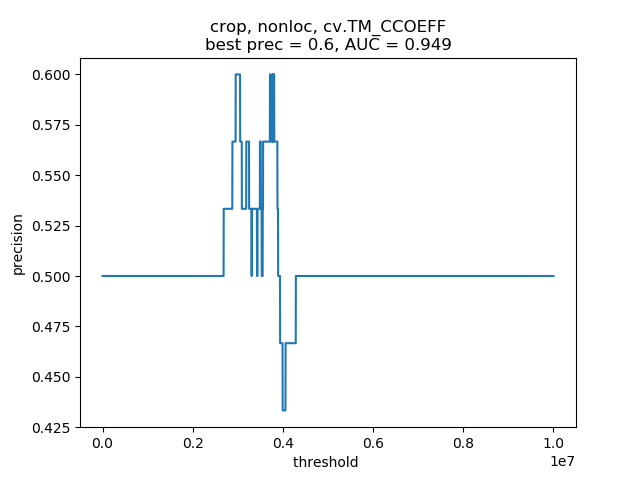 crop, nonloc, cv.TM_CCOEFF
best prec = 0.6, AUC = 0.949
0.600
0.575
0.550
0.525
0.500
0.475
0.450
0.425
precision
0.0 0.2 0.4 0.6 0.8 1.0
1e7
threshold